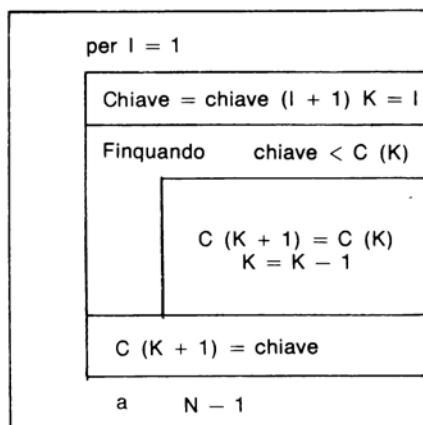 per I = 1
Chiave = chiave (I + 1) K = I
Finquando chiave < C (K)
C (K + 1) = C (K)
K = K - 1
C (K + 1) = chiave
a N - 1